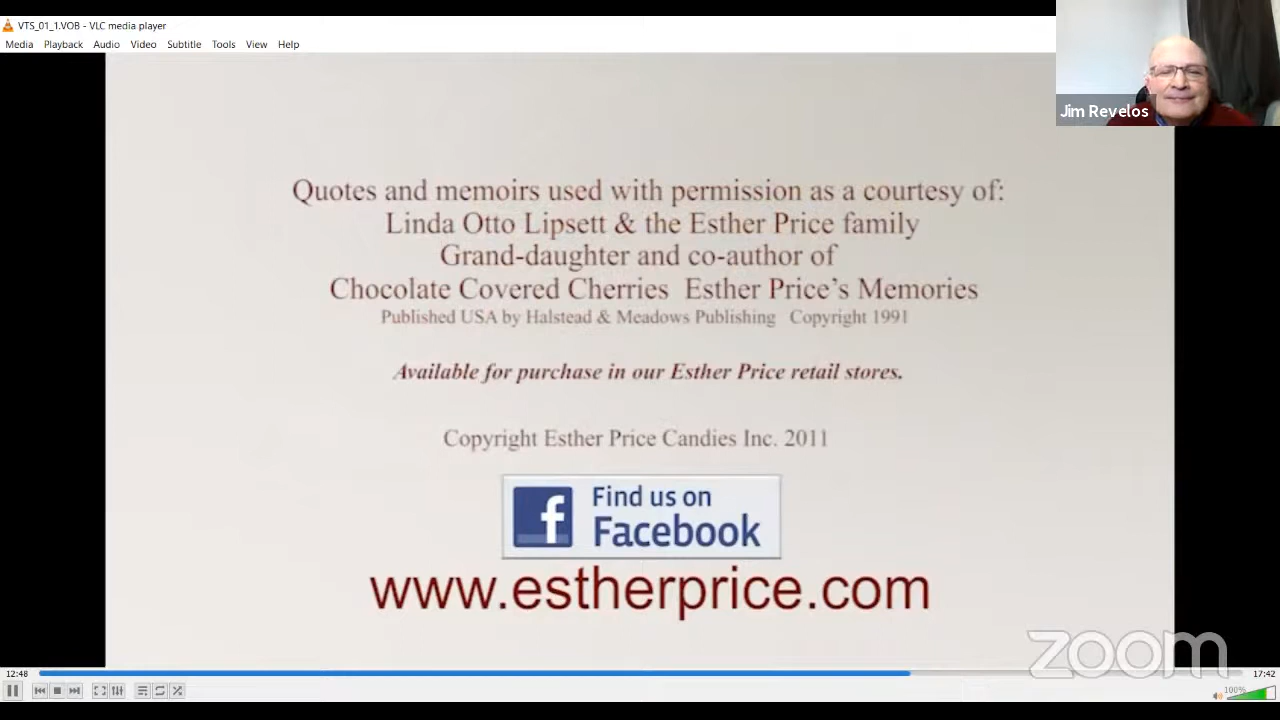 VTS_01_1.VOB - VLC media player
Media Playback Audio Video Subtitle Tools View Help
Jim Revelos
Quotes and memoirs used with permission as a courtesy of:
Linda Otto Lipsett & the Esther Price family
Grand-daughter and co-author of
Chocolate Covered Cherries Esther Price's Memories
Published USA by Halstead & Meadows Publishing Copyright 1991
Available for purchase in our Esther Price retail stores.
Copyright Esther Price Candies Inc. 2011
f
Find us on
Facebook
www.estherprice.com
zoom
12:48
17:42
100%